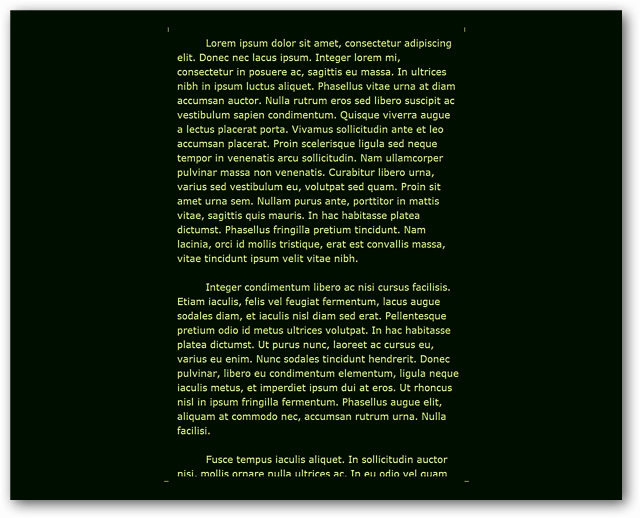 Lorem ipsum dolor sit amet, consectetur adipiscing
elit. Donec nec lacus ipsum. Integer lorem mi,
consectetur in posuere ac, sagittis eu massa. In ultrices
nibh in ipsum luctus aliquet. Phasellus vitae urna at diam
accumsan auctor. Nulla rutrum eros sed libero suscipit ac
vestibulum sapien condimentum. Quisque viverra augue
a lectus placerat porta. Vivamus sollicitudin ante et leo
accumsan placerat. Proin scelerisque ligula sed neque
tempor in venenatis arcu sollicitudin. Nam ullamcorper
pulvinar massa non venenatis. Curabitur libero urna,
varius sed vestibulum eu, volutpat sed quam. Proin sit
amet urna sem. Nullam purus ante, porttitor in mattis
vitae, sagittis quis mauris. In hac habitasse platea
dictumst. Phasellus fringilla pretium tincidunt. Nam
lacinia, orci id mollis tristique, erat est convallis massa,
vitae tincidunt ipsum velit vitae nibh.
Integer condimentum libero ac nisi cursus facilisis.
Etiam iaculis, felis vel feugiat fermentum, lacus augue
sodales diam, et iaculis nisl diam sed erat. Pellentesque
pretium odio id metus ultrices volutpat. In hac habitasse
platea dictumst. Ut purus nunc, laoreet ac cursus eu,
varius eu enim. Nunc sodales tincidunt hendrerit. Donec
pulvinar, libero eu condimentum elementum, ligula neque
iaculis metus, et imperdiet ipsum dui at eros. Ut rhoncus
nisl in ipsum fringilla fermentum. Phasellus augue elit,
aliquam at commodo nec, accumsan rutrum urna. Nulla
facilisi.
Fusce tempus iaculis aliquet. In sollicitudin auctor
nisi, mollis ornare nulla ultrices ac. In eu odio vel quam